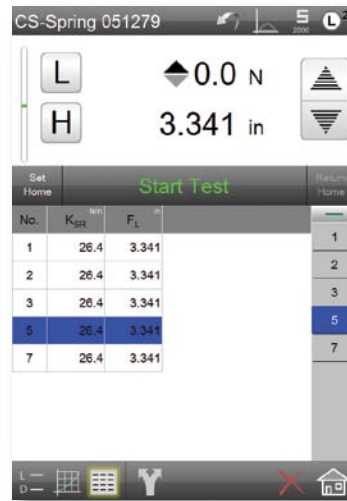 CS-Spring 051279
5
2000
L
L
0.0 N
H
3.341 in
Set
Home
Start Test
Return
Home
No. KSR N/in FL in
1 26.4 3.341
2 26.4 3.341
3 26.4 3.341
5 26.4 3.341
7 26.4 3.341
1
2
3
5
7
L
D